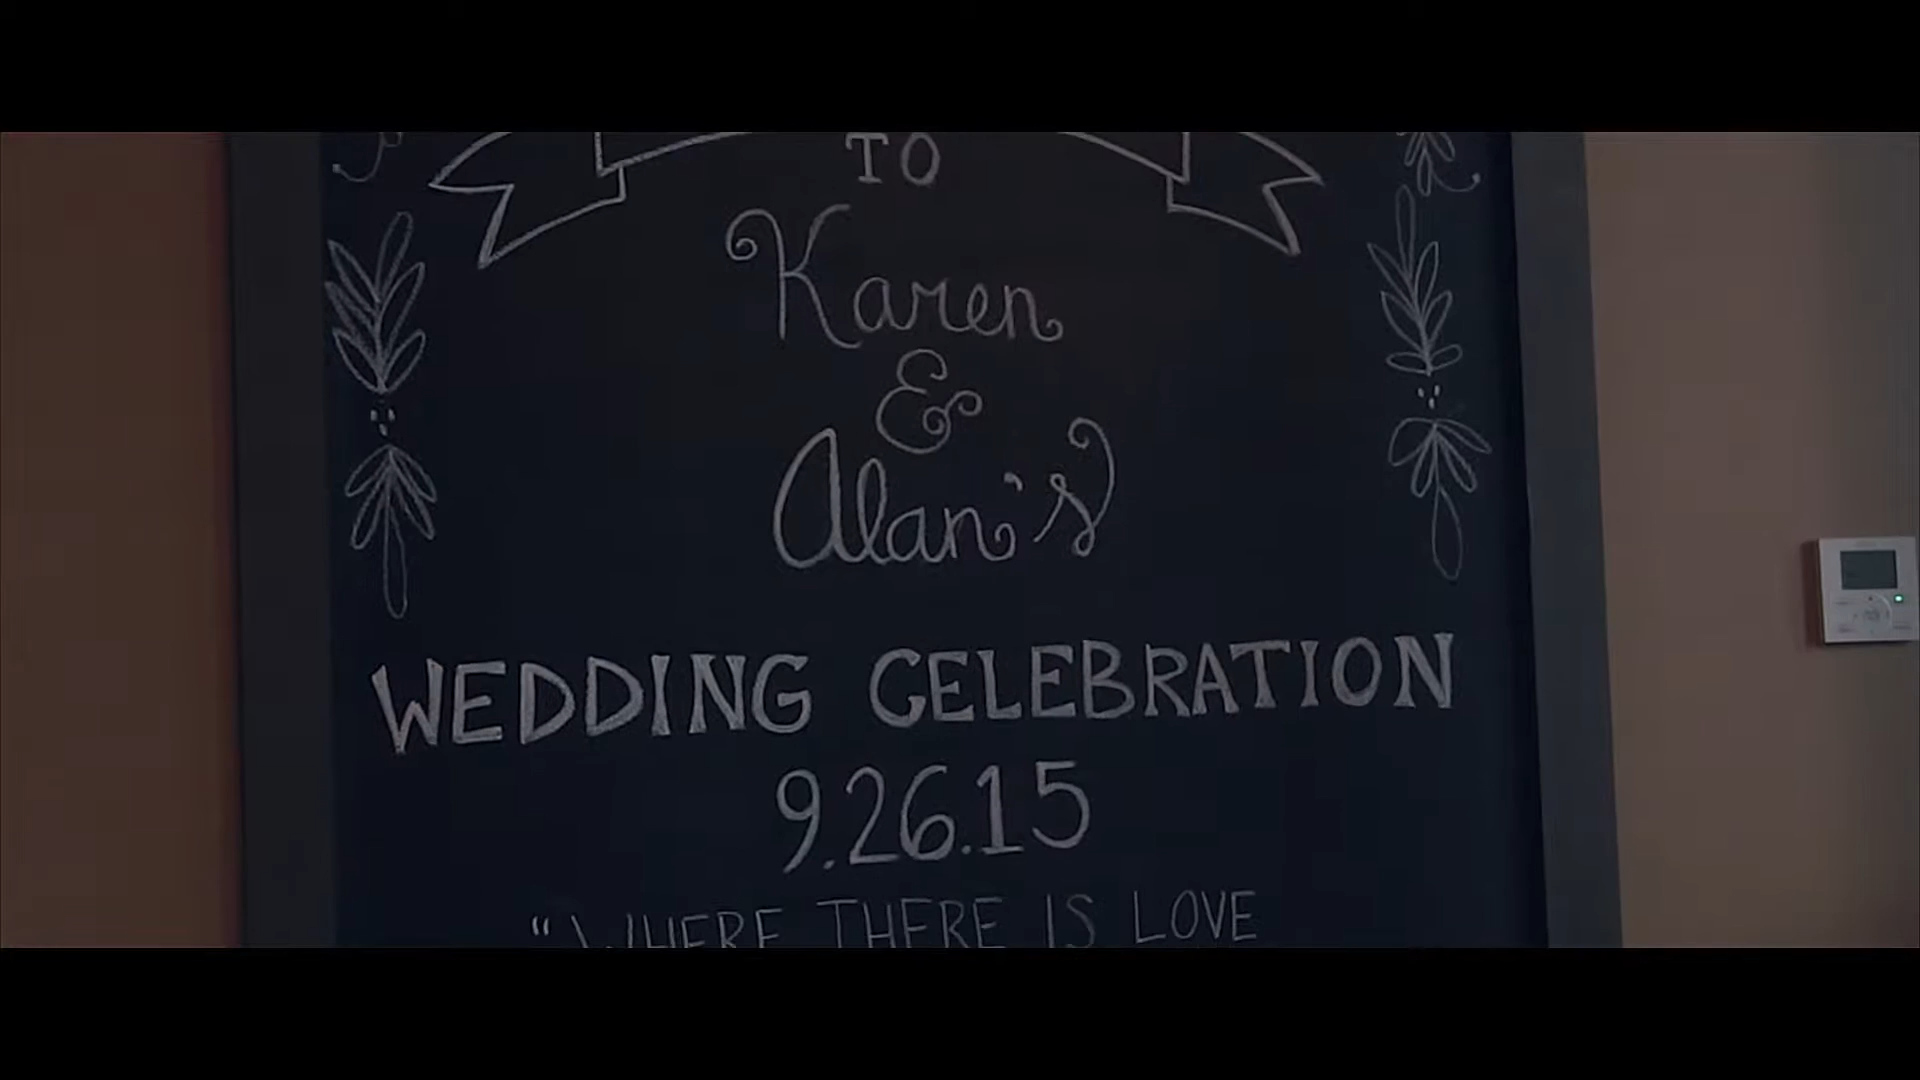 TO
Karen
&
Alan's
WEDDING CELEBRATION
9.26.15
“WHERE THERE IS LOVE